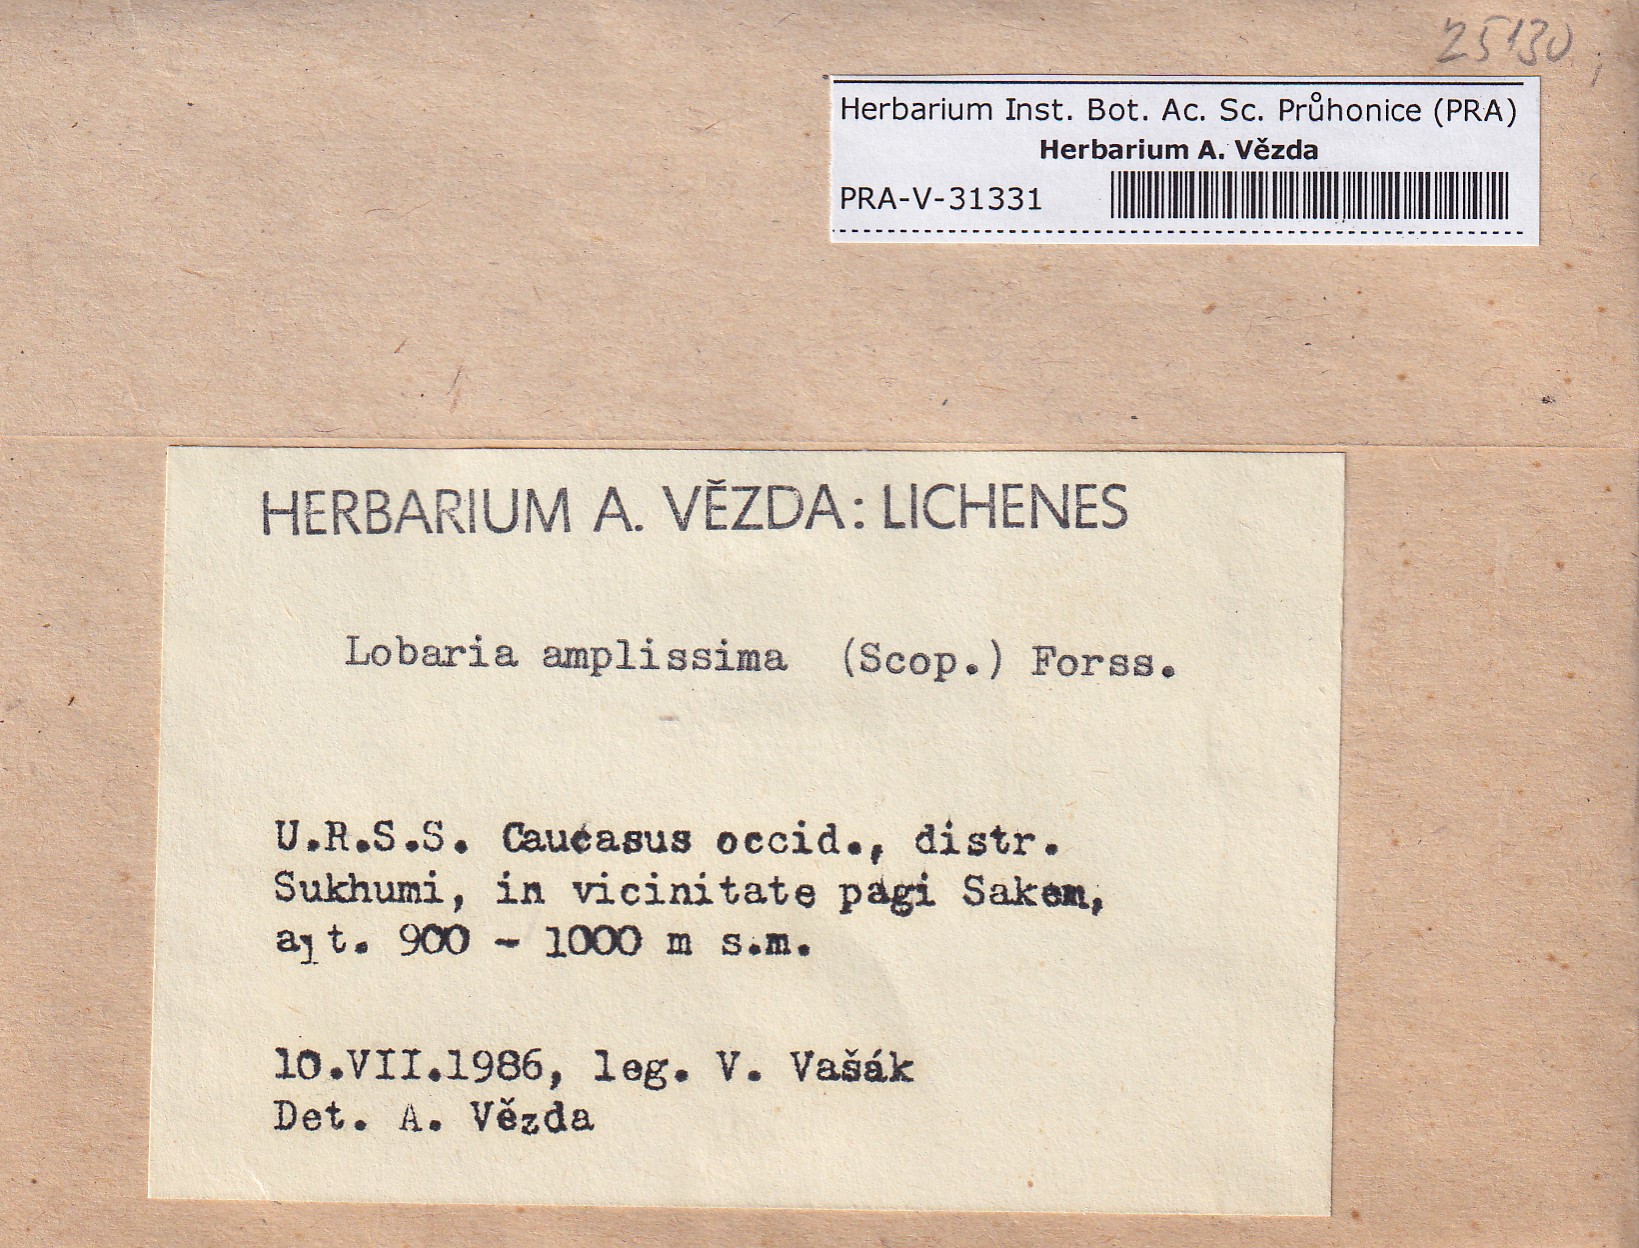 25130
Herbarium Inst. Bot. Ac. Sc. Průhonice (PRA)
Herbarium A. Vězda
PRA-V-31331
HERBARIUM A. VĚZDA: LICHENES
Lobaria amplissima (Scop.) Forss.
U.R.S.S. Caucasus occid., distr.
Sukhumi, in vicinitate pagi Saken,
alt. 900 - 1000 m s.m.
10.VII.1986, leg. V. Vašák
Det. A. Vězda